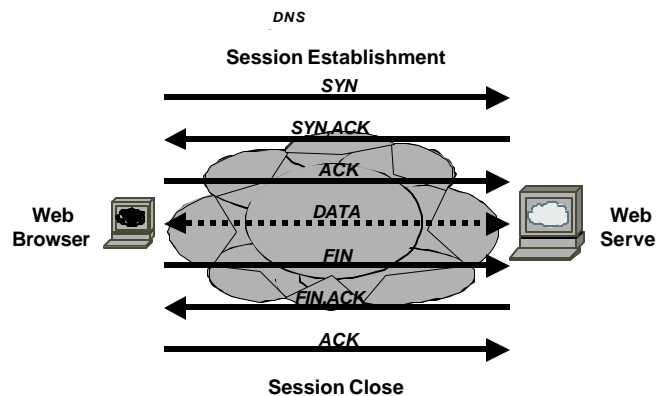 DNS
Session Establishment
SYN
SYN,ACK
ACK
Web
Browser
DATA
Web
Serve
FIN
FIN,ACK
ACK
Session Close